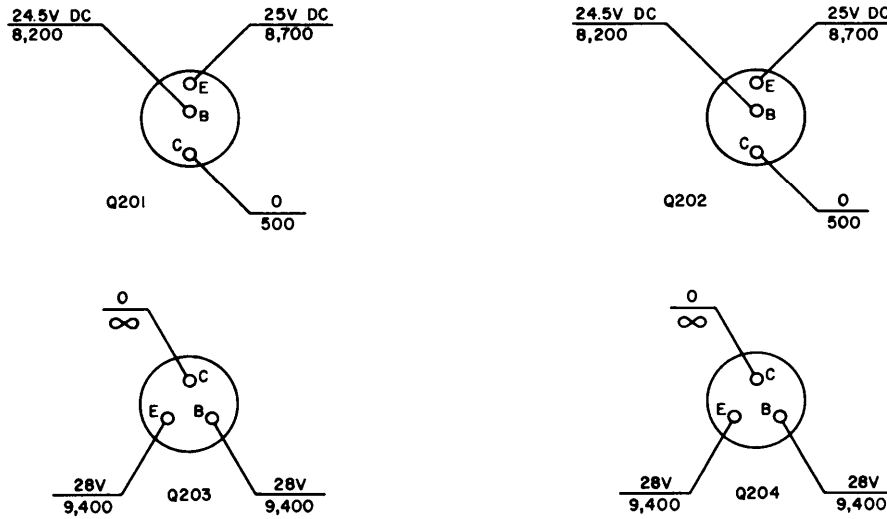 24.5V DC
8,200
25V DC
8,700
E
B
C
Q201
0
500
24.5V DC
8,200
25V DC
8,700
E
B
C
Q202
0
500
0
∞
C
E
B
28V
9,400
Q203
28V
9,400
0
∞
C
E
B
28V
9,400
Q204
28V
9,400